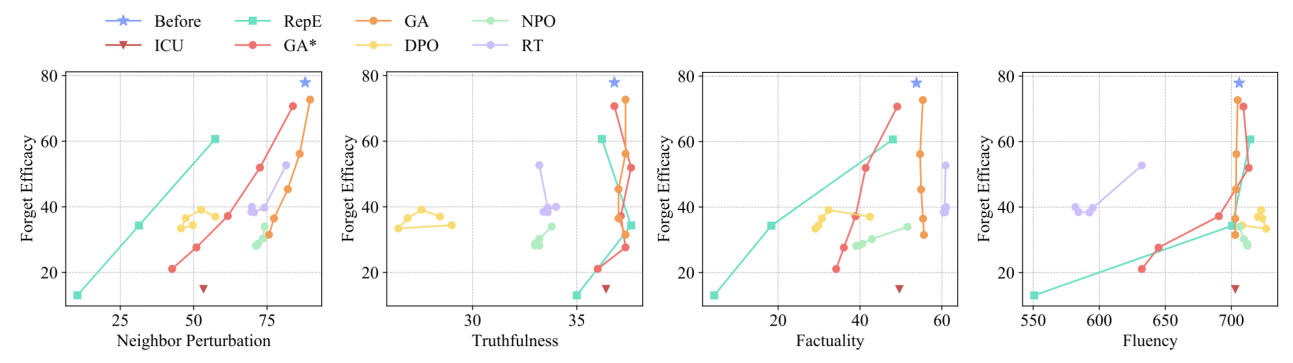 Before RepE GA NPO
ICU GA* DPO RT
80
60
40
20
Forget Efficacy
25 50 75
Neighbor Perturbation
80
60
40
20
Forget Efficacy
30 35
Truthfulness
80
60
40
20
Forget Efficacy
20 40 60
Factuality
80
60
40
20
Forget Efficacy
550 600 650 700
Fluency